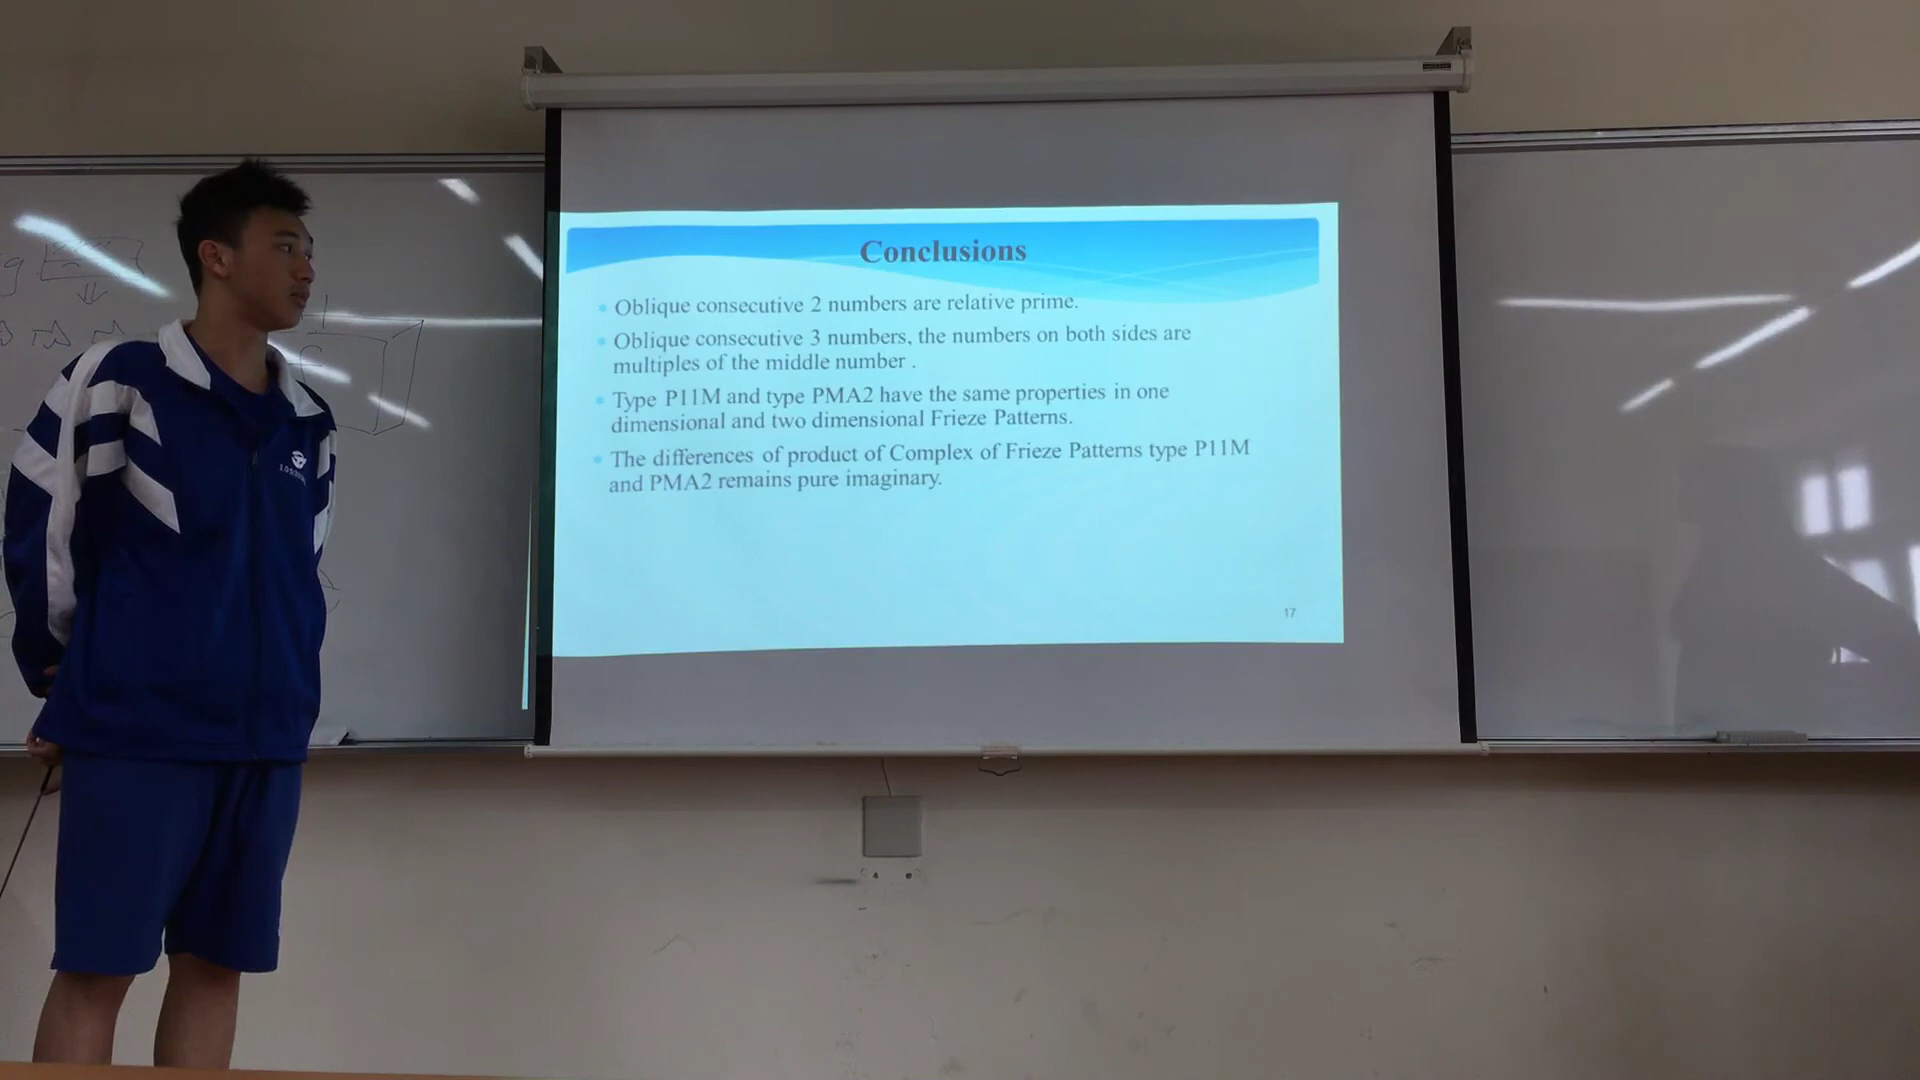 Conclusions
Oblique consecutive 2 numbers are relative prime.
Oblique consecutive 3 numbers, the numbers on both sides are
multiples of the middle number .
Type P11M and type PMA2 have the same properties in one
dimensional and two dimensional Frieze Patterns.
The differences of product of Complex of Frieze Patterns type P11M
and PMA2 remains pure imaginary.
17